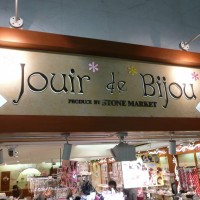 Jouir de Bijou
PRODUCE BY STONE MARKET